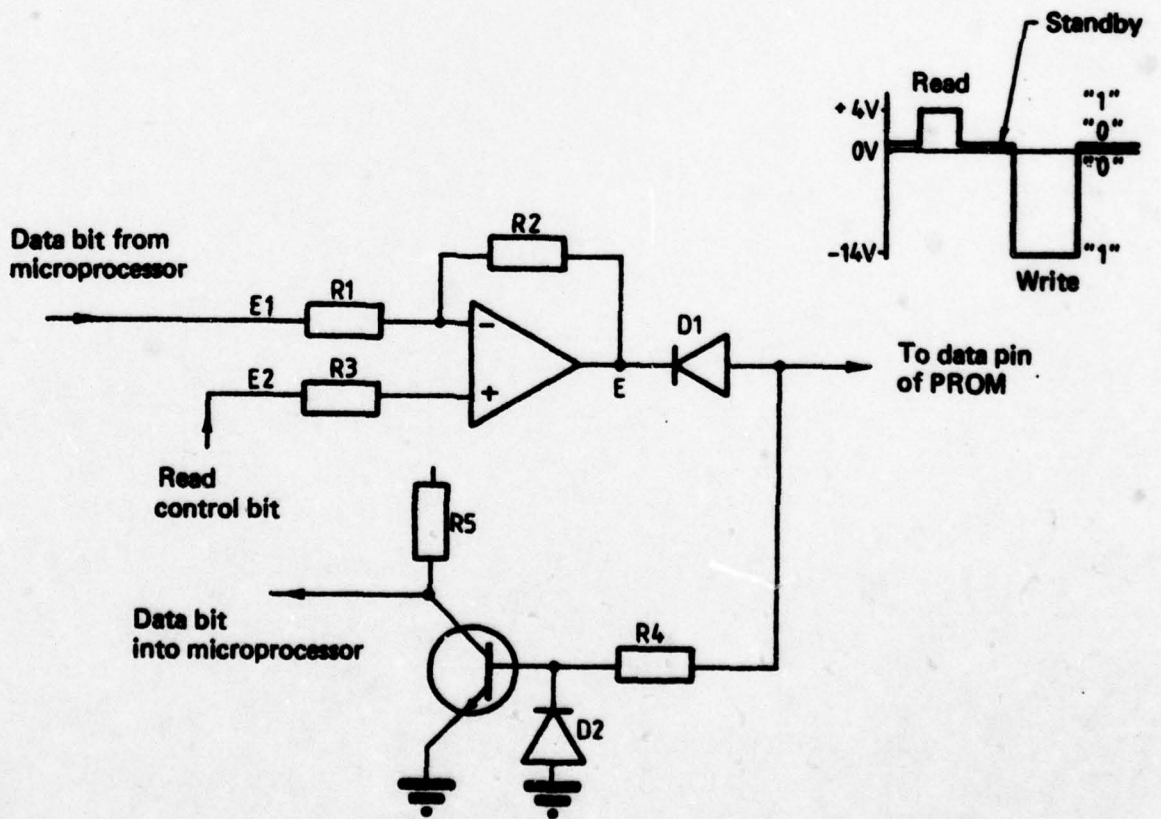 Standby
Read
+4V
"1"
"0"
0V
"0"
-14V
"1"
Write
Data bit from
microprocessor
R2
E1
R1
-
D1
E2
R3
+
E
To data pin
of PROM
Read
control bit
R5
Data bit
into microprocessor
R4
D2